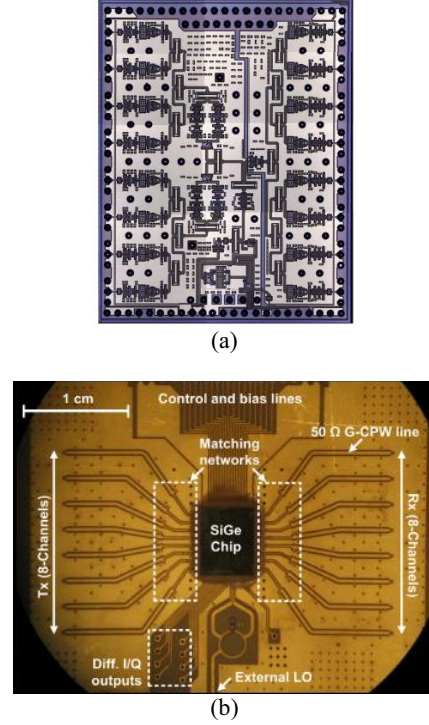 (a)
1 cm
Control and bias lines
50 Ω G-CPW line
Matching
networks
Tx (8-Channels)
SiGe
Chip
Rx (8-Channels)
Diff. I/Q
outputs
External LO
(b)